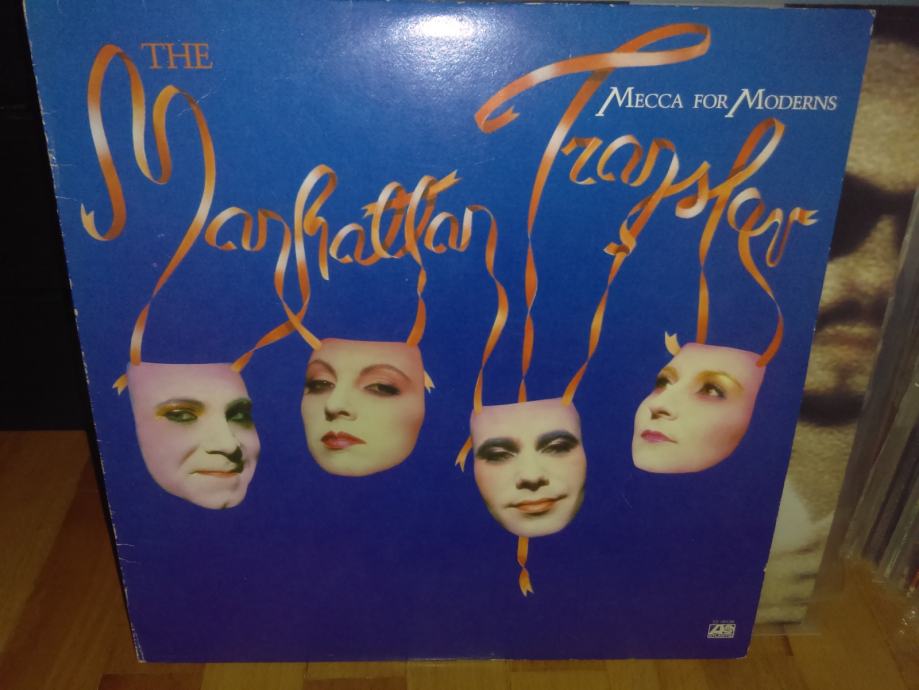 THE
Manhattan Transfer
MECCA FOR MODERNS